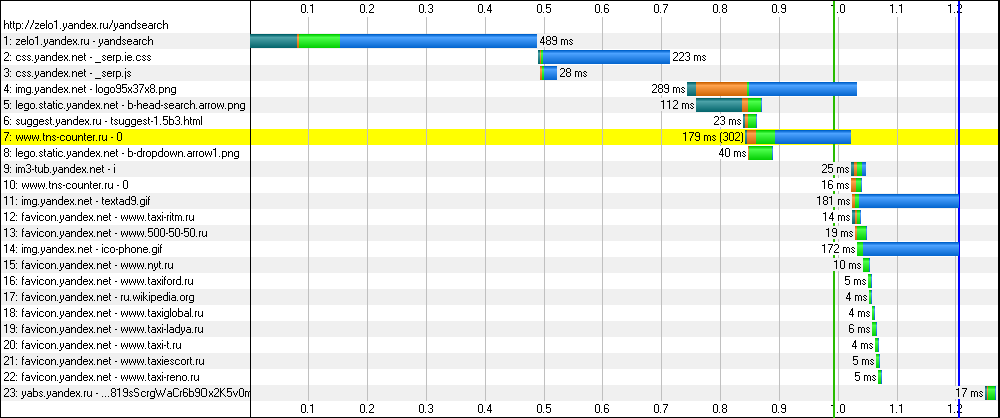 0.1 0.2 0.3 0.4 0.5 0.6 0.7 0.8 0.9 1.0 1.1 1.2
http://zelo1.yandex.ru/yandsearch
1: zelo1.yandex.ru - yandsearch 489 ms
2: css.yandex.net - _serp.ie.css 223 ms
3: css.yandex.net - _serp.js 28 ms
4: img.yandex.net - logo95x37x8.png 289 ms
5: lego.static.yandex.net - b-head-search.arrow.png 112 ms
6: suggest.yandex.ru - tsuggest-1.5b3.html 23 ms
7: www.tns-counter.ru - 0 179 ms (302)
8: lego.static.yandex.net - b-dropdown.arrow1.png 40 ms
9: im3-tub.yandex.net - i 25 ms
10: www.tns-counter.ru - 0 16 ms
11: img.yandex.net - textad9.gif 181 ms
12: favicon.yandex.net - www.taxi-ritm.ru 14 ms
13: favicon.yandex.net - www.500-50-50.ru 19 ms
14: img.yandex.net - ico-phone.gif 172 ms
15: favicon.yandex.net - www.nyt.ru 10 ms
16: favicon.yandex.net - www.taxiford.ru 5 ms
17: favicon.yandex.net - ru.wikipedia.org 4 ms
18: favicon.yandex.net - www.taxiglobal.ru 4 ms
19: favicon.yandex.net - www.taxi-ladya.ru 6 ms
20: favicon.yandex.net - www.taxi-t.ru 4 ms
21: favicon.yandex.net - www.taxiescort.ru 5 ms
22: favicon.yandex.net - www.taxi-reno.ru 5 ms
23: yabs.yandex.ru - ...819sScrgWaCr6b9Ox2K5v0m 17 ms
0.1 0.2 0.3 0.4 0.5 0.6 0.7 0.8 0.9 1.0 1.1 1.2